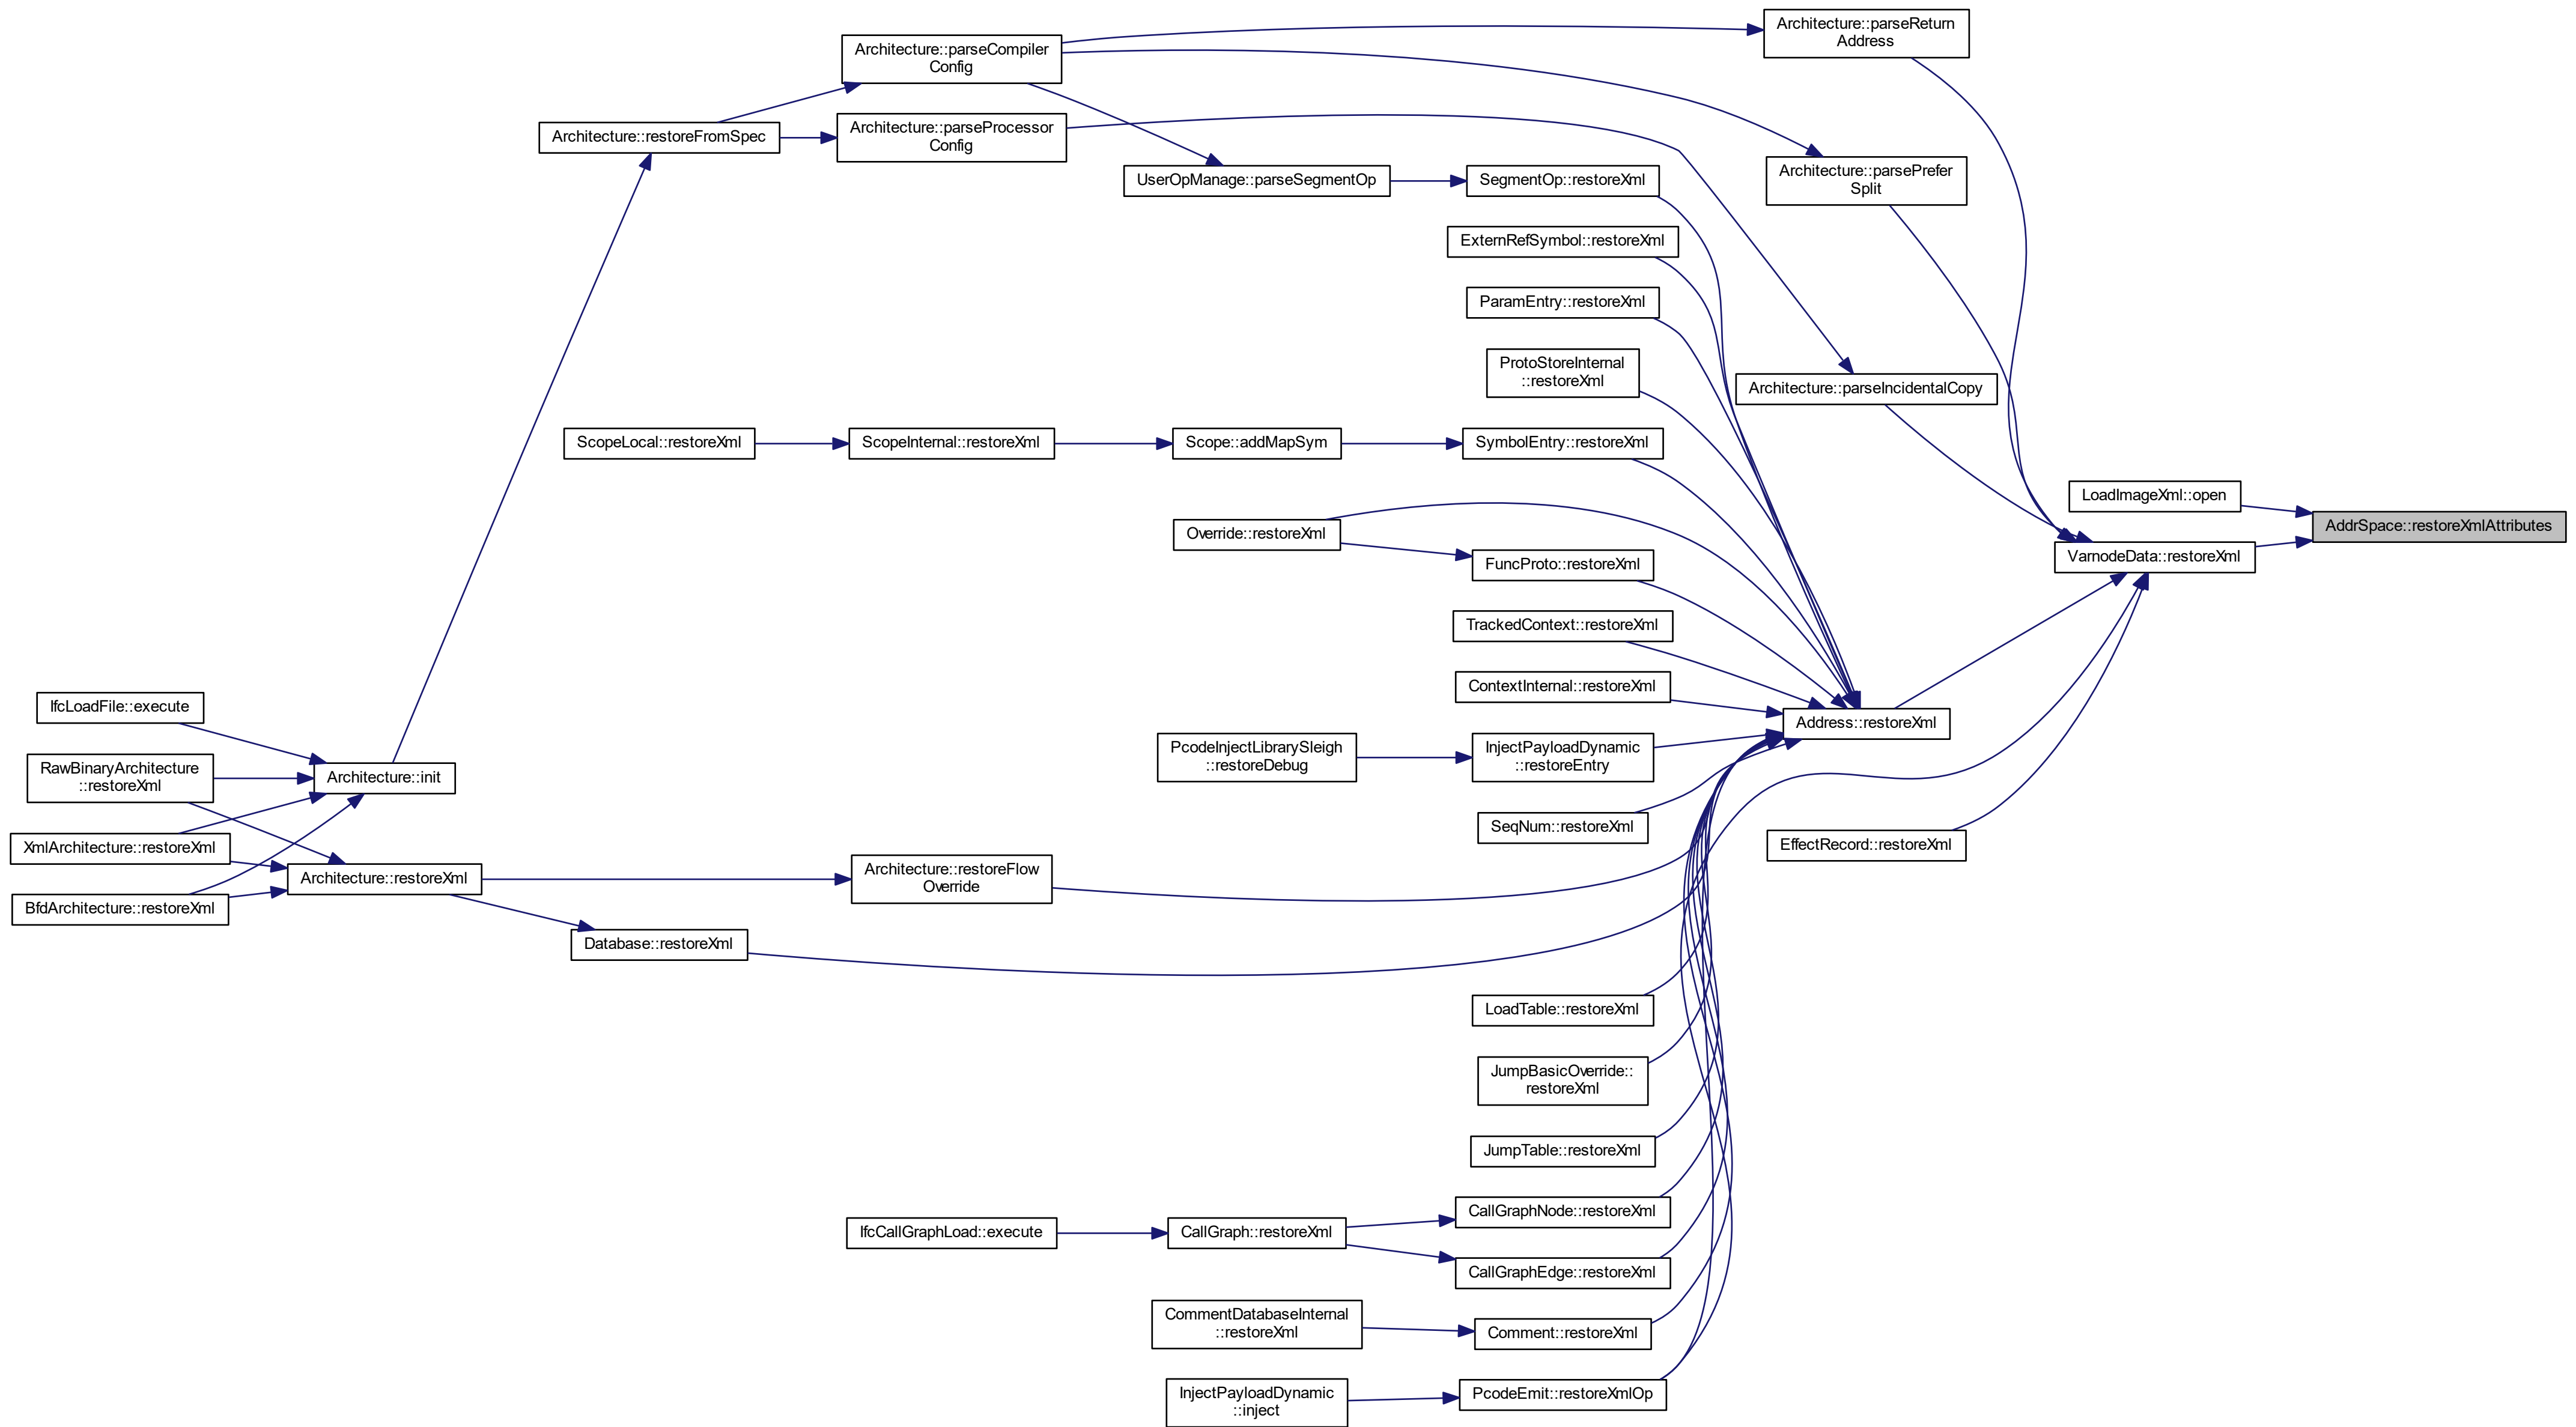 Architecture::parseReturn
Address
Architecture::parseCompiler
Config
Architecture::restoreFromSpec
Architecture::parseProcessor
Config
UserOpManage::parseSegmentOp
SegmentOp::restoreXml
Architecture::parsePrefer
Split
ExternRefSymbol::restoreXml
ParamEntry::restoreXml
ProtoStoreInternal
::restoreXml
Architecture::parseIncidentalCopy
ScopeLocal::restoreXml
ScopeInternal::restoreXml
Scope::addMapSym
SymbolEntry::restoreXml
LoadImageXml::open
AddrSpace::restoreXmlAttributes
Override::restoreXml
VarnodeData::restoreXml
FuncProto::restoreXml
TrackedContext::restoreXml
ContextInternal::restoreXml
IfcLoadFile::execute
Address::restoreXml
PcodeInjectLibrarySleigh
::restoreDebug
InjectPayloadDynamic
::restoreEntry
RawBinaryArchitecture
::restoreXml
Architecture::init
SeqNum::restoreXml
XmlArchitecture::restoreXml
EffectRecord::restoreXml
Architecture::restoreXml
Architecture::restoreFlow
Override
BfdArchitecture::restoreXml
Database::restoreXml
LoadTable::restoreXml
JumpBasicOverride::
restoreXml
JumpTable::restoreXml
CallGraphNode::restoreXml
IfcCallGraphLoad::execute
CallGraph::restoreXml
CallGraphEdge::restoreXml
CommentDatabaseInternal
::restoreXml
Comment::restoreXml
InjectPayloadDynamic
::inject
PcodeEmit::restoreXmlOp